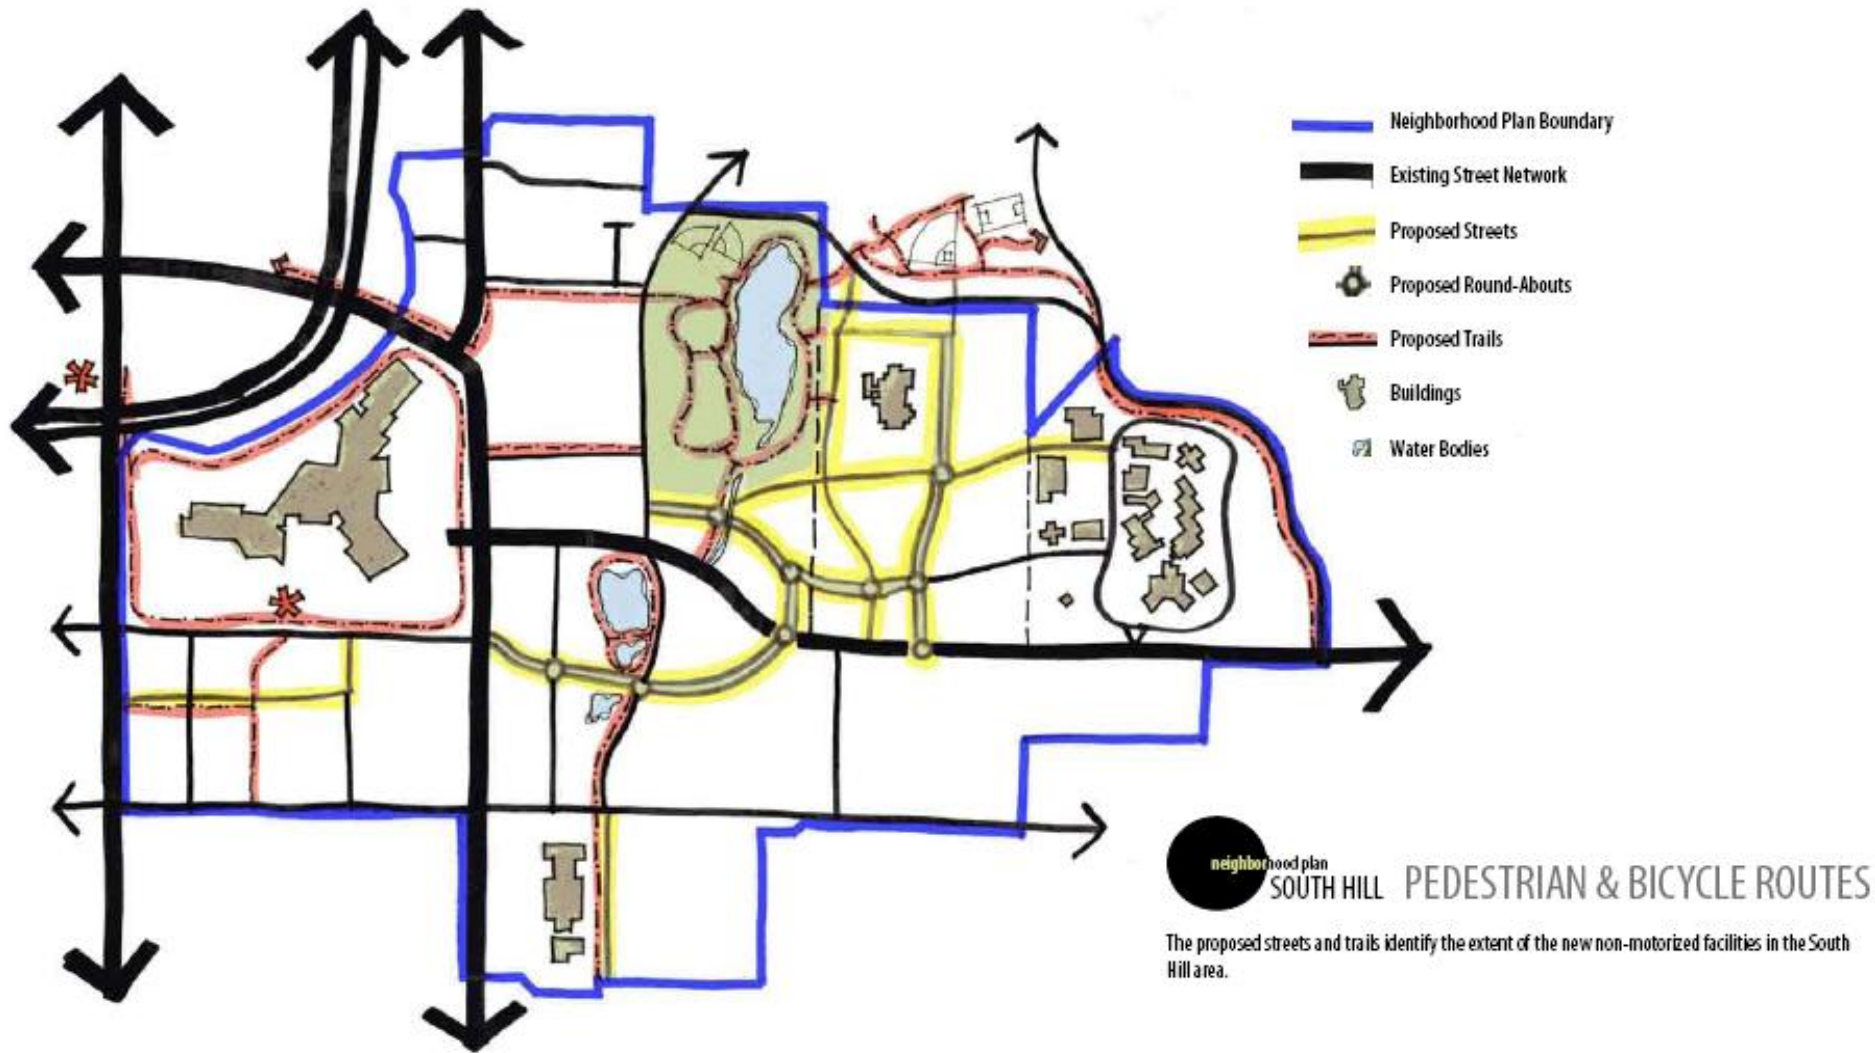 Neighborhood Plan Boundary
Existing Street Network
Proposed Streets
Proposed Round-Abouts
Proposed Trails
Buildings
Water Bodies
neighborhood plan
SOUTH HILL PEDESTRIAN & BICYCLE ROUTES
The proposed streets and trails identify the extent of the new non-motorized facilities in the South
Hill area.